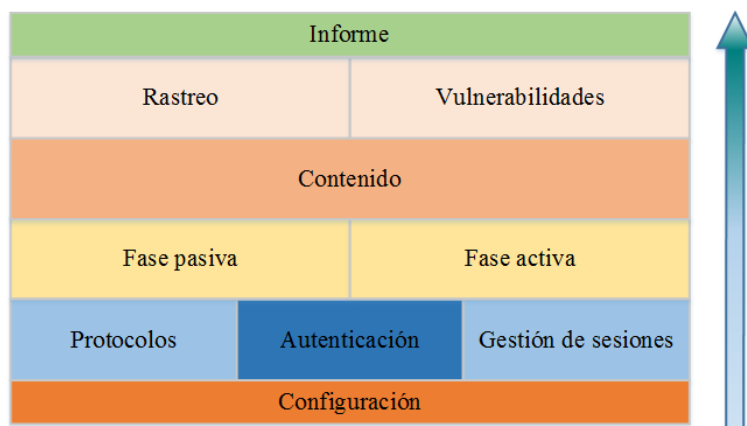 Informe
Rastreo
Vulnerabilidades
Contenido
Fase pasiva
Fase activa
Protocolos
Autenticación
Gestión de sesiones
Configuración